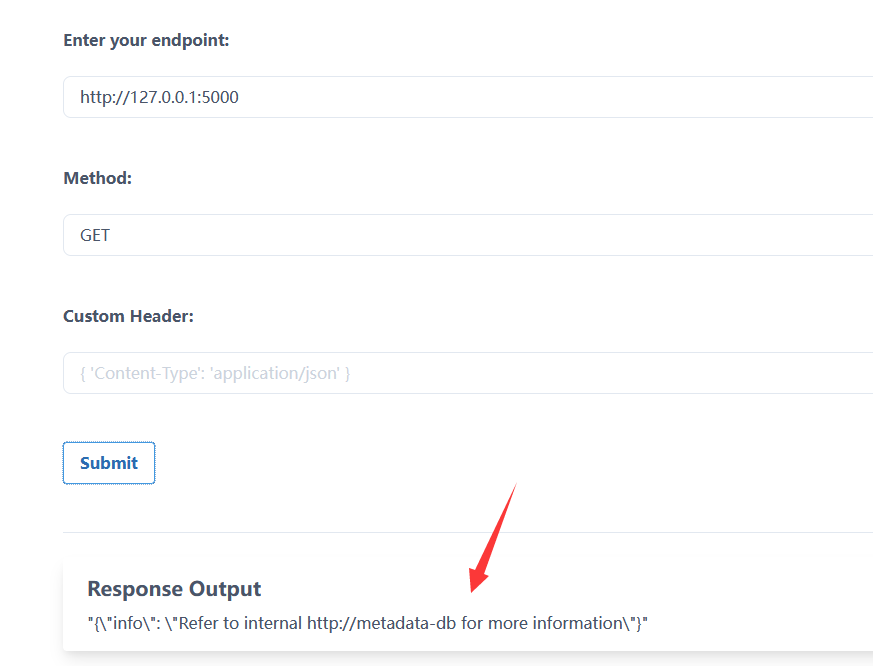 Enter your endpoint:
http://127.0.0.1:5000
Method:
GET
Custom Header:
{ 'Content-Type': 'application/json' }
Submit
Response Output
"{\"info\": \"Refer to internal http://metadata-db for more information\"}"